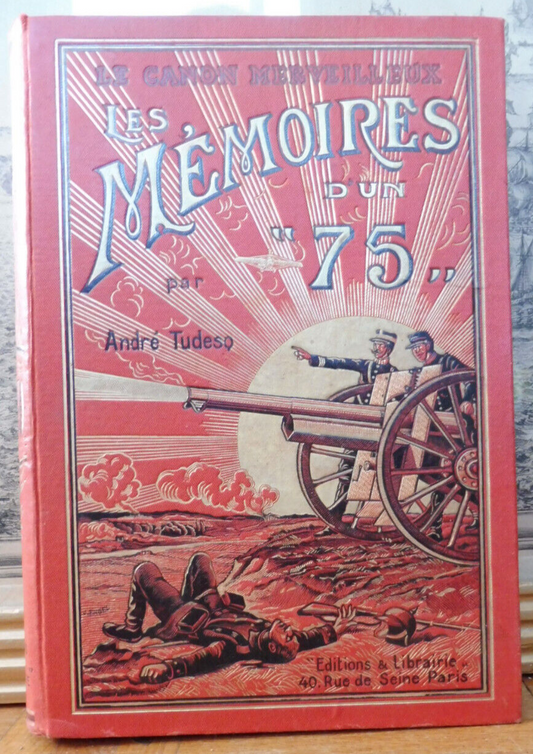 LE CANON MERVEILLEUX
LES
MÉMOIRES
D'UN
"75"
par
André Tudesq
"Editions & Librairie"
40, Rue de Seine Paris